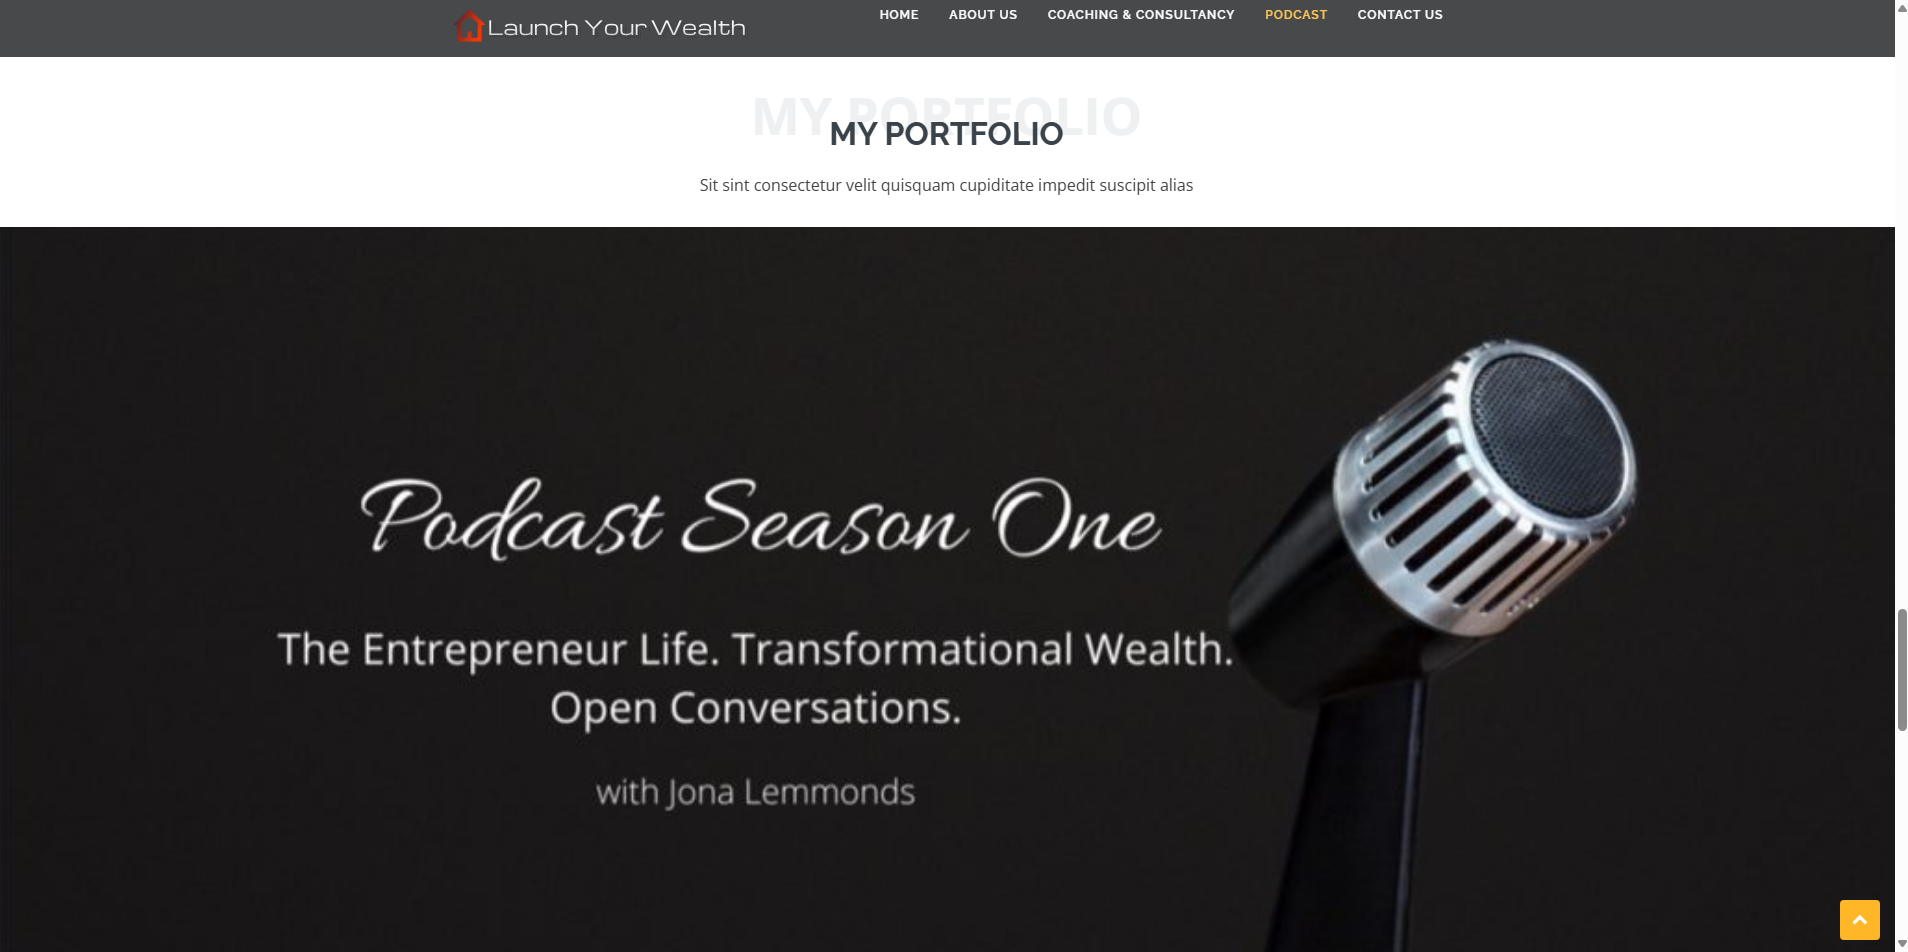 Launch Your Wealth
HOME ABOUT US COACHING & CONSULTANCY PODCAST CONTACT US
MY PORTFOLIO
MY PORTFOLIO
Sit sint consectetur velit quisquam cupiditate impedit suscipit alias
Podcast Season One
The Entrepreneur Life. Transformational Wealth.
Open Conversations.
with Jona Lemmonds